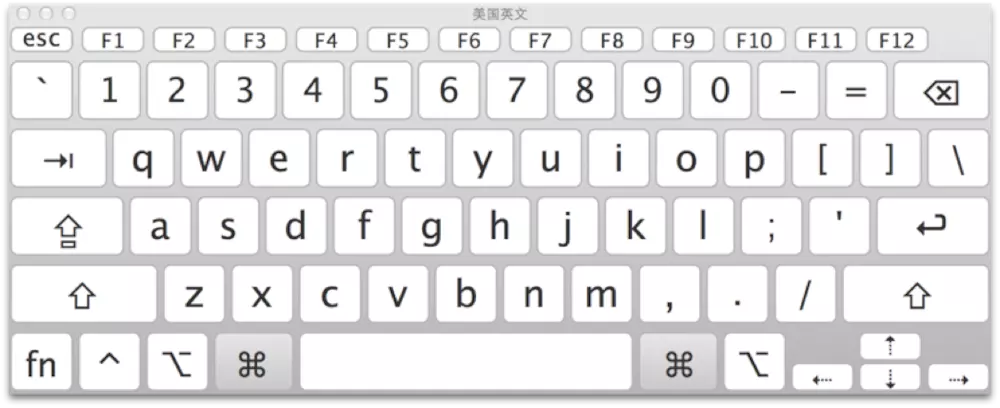 美国英文
esc F1 F2 F3 F4 F5 F6 F7 F8 F9 F10 F11 F12
` 1 2 3 4 5 6 7 8 9 0 - = ⌫
⇥ q w e r t y u i o p [ ] \
⇪ a s d f g h j k l ; ' ↩
⇧ z x c v b n m , . / ⇧
fn ^ ⌥ ⌘ ⌘ ⌥ ⇠ ⇡ ⇣ ⇢